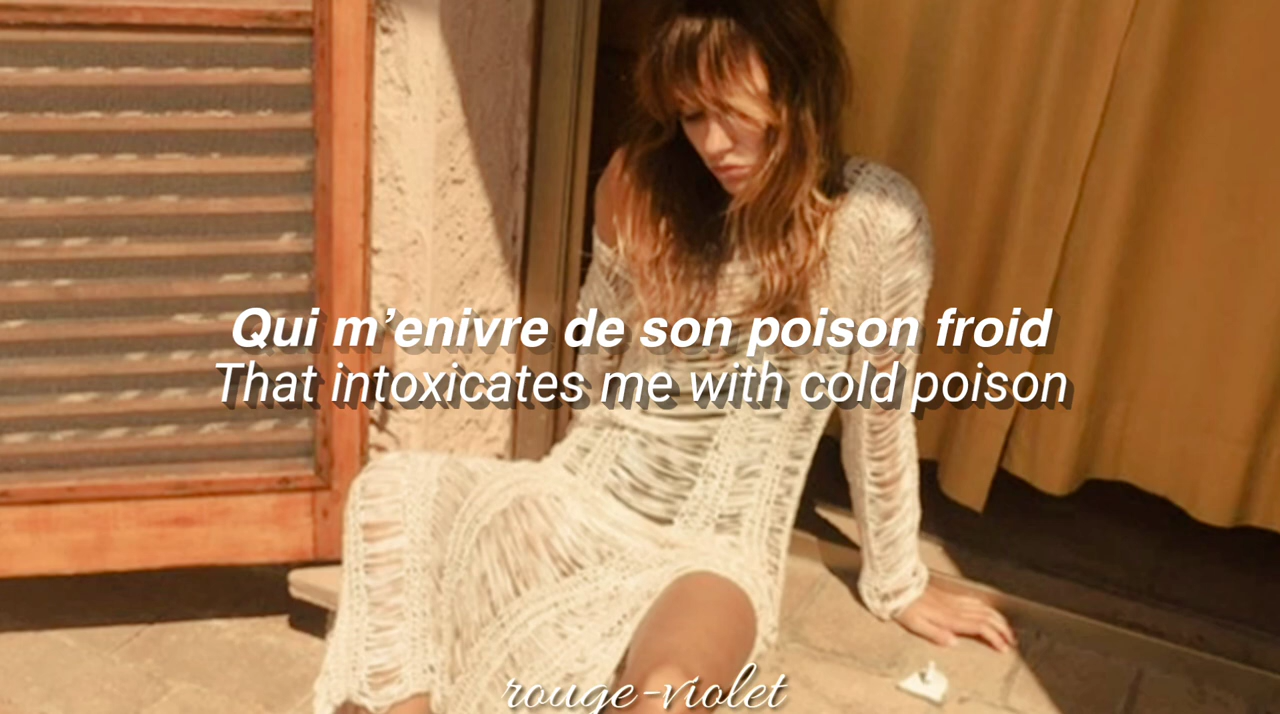 Qui m’enivre de son poison froid
That intoxicates me with cold poison
rouge-violet